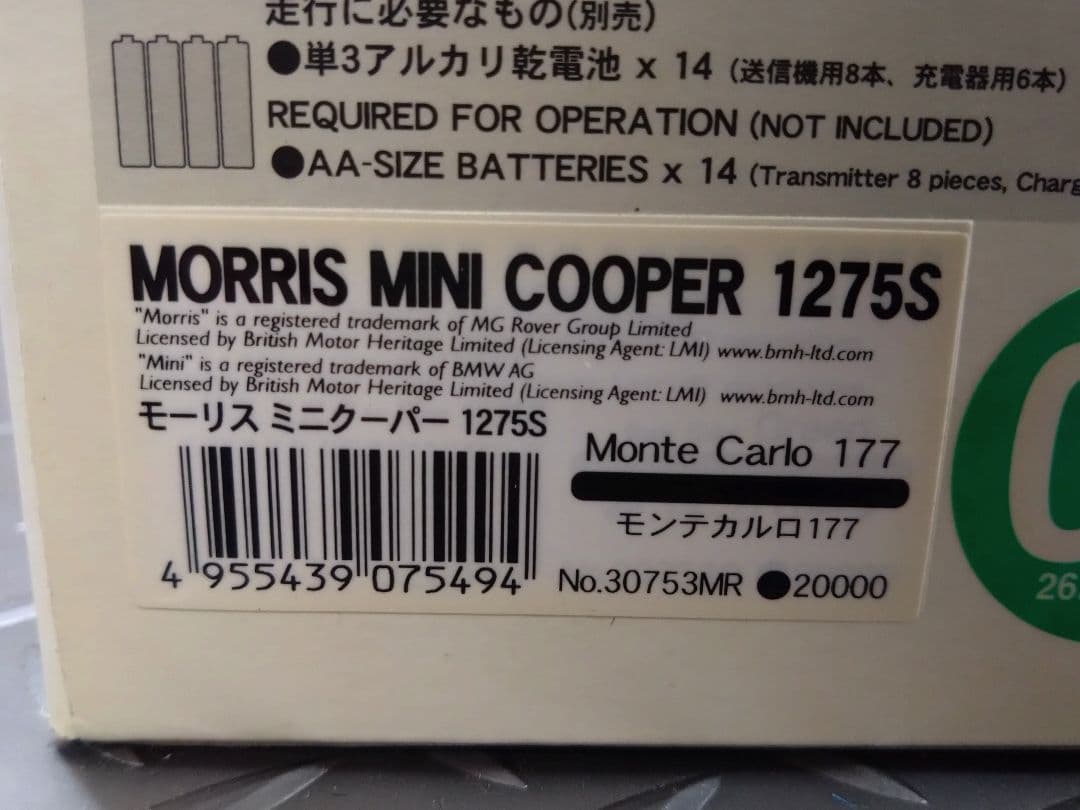 走行に必要なもの(別売)
●単3アルカリ乾電池 x 14 (送信機用8本、充電器用6本)
REQUIRED FOR OPERATION (NOT INCLUDED)
●AA-SIZE BATTERIES x 14 (Transmitter 8 pieces,
MORRIS MINI COOPER 1275S
"Morris" is a registered trademark of MG Rover Group Limited
Licensed by British Motor Heritage Limited (Licensing Agent: LMI) www.bmh-ltd.com
"Mini" is a registered trademark of BMW AG
Licensed by British Motor Heritage Limited (Licensing Agent: LMI) www.bmh-ltd.com
モーリス ミニクーパー 1275S
Monte Carlo 177
モンテカルロ177
4 955439 075494
No.30753MR ●20000